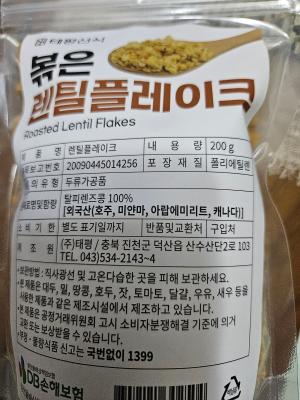 태광선식
볶은
렌틸플레이크
Roasted Lentil Flakes
제 품 명 렌틸플레이크 내 용 량 200 g
품목보고번호 20090445014256 포 장 재 질 폴리에틸렌
의 유 형 두류가공품
원재료명및함량 탈피렌즈콩 100%
[외국산(호주, 미얀마, 아랍에미리트, 캐나다)]
소 비 기 한 별도 표기일까지 반품및교환처 구입처
제 조 원 (주)태평 / 충북 진천군 덕산읍 산수산단2로 103
TEL. 043)534-2143~4
보관방법 : 직사광선 및 고온다습한 곳을 피해 보관하세요.
• 본 제품은 대두, 밀, 땅콩, 호두, 잣, 토마토, 달걀, 우유, 새우 등을
사용한 제품과 같은 제조시설에서 제조하고 있습니다.
• 본 제품은 공정거래위원회 고시 소비자분쟁해결 기준에 의거
교환 또는 보상받을 수 있습니다.
부정 · 불량식품 신고는 국번없이 1399
DB손해보험